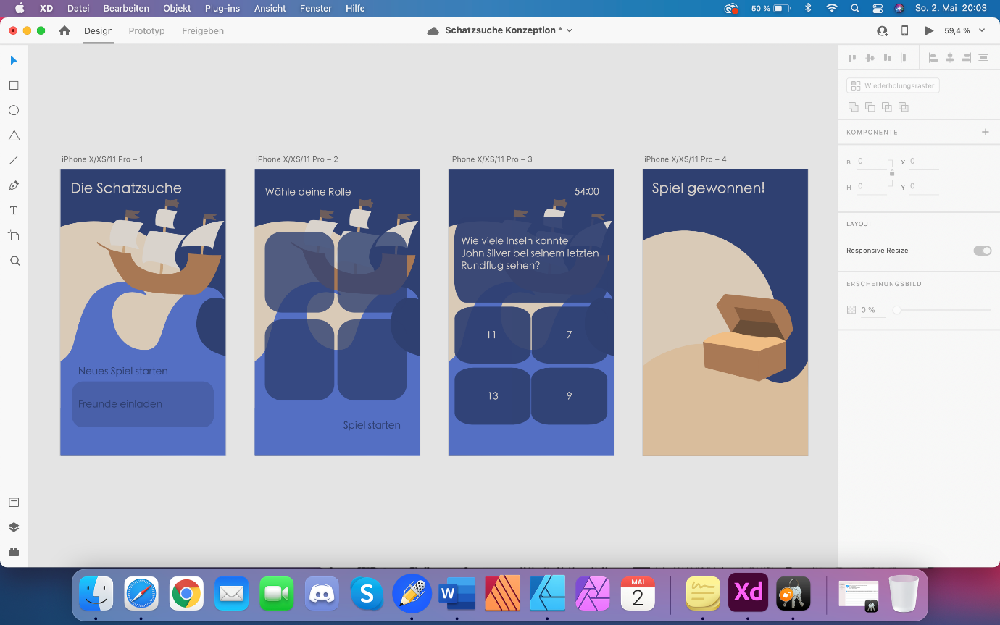 XD Datei Bearbeiten Objekt Plug-ins Ansicht Fenster Hilfe 50 % So. 2. Mai 20:03
Design Prototyp Freigeben Schatzsuche Konzeption * 59,4 %
Wiederholungsraster
KOMPONENTE
B 0 X 0
H 0 Y 0
LAYOUT
Responsive Resize
ERSCHEINUNGSBILD
0 %
iPhone X/XS/11 Pro – 1
Die Schatzsuche
Neues Spiel starten
Freunde einladen
iPhone X/XS/11 Pro – 2
Wähle deine Rolle
Spiel starten
iPhone X/XS/11 Pro – 3
54:00
Wie viele Inseln konnte
John Silver bei seinem letzten
Rundflug sehen?
11 7
13 9
iPhone X/XS/11 Pro – 4
Spiel gewonnen!
S W MAI Xd
2